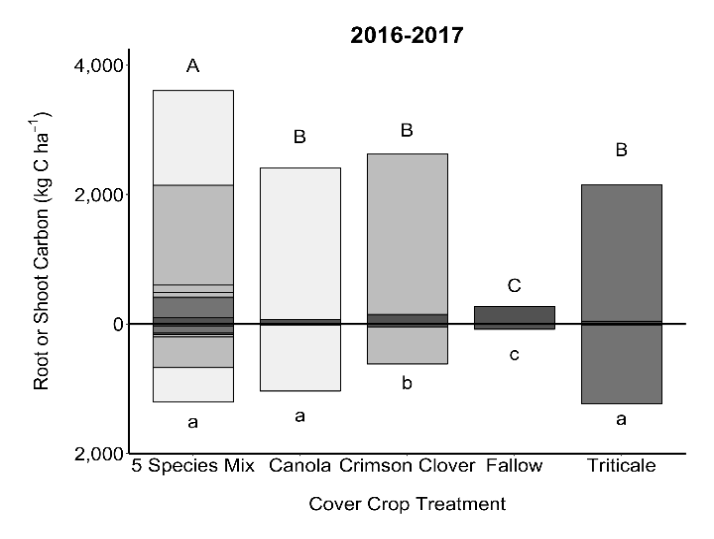 2016-2017
4,000
A
B
B
B
2,000
C
0
c
b
a
a
a
2,000
Root or Shoot Carbon (kg C ha⁻¹)
5 Species Mix Canola Crimson Clover Fallow Triticale
Cover Crop Treatment